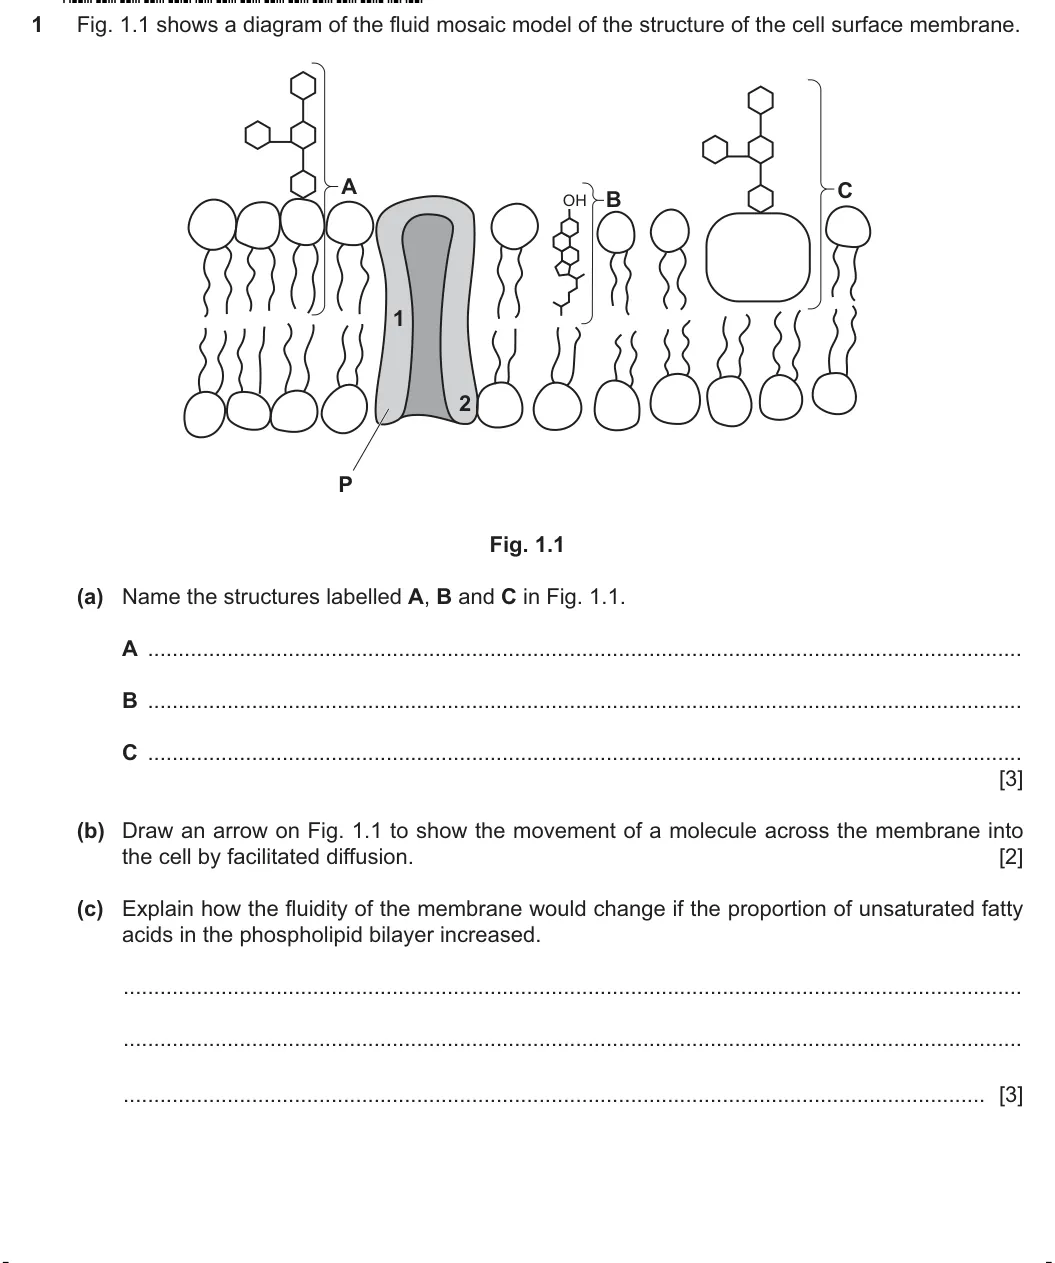 1 Fig. 1.1 shows a diagram of the fluid mosaic model of the structure of the cell surface membrane.
A
OH B
C
1
2
P
Fig. 1.1
(a) Name the structures labelled A, B and C in Fig. 1.1.
A ....................................................................................................................................
B ....................................................................................................................................
C ....................................................................................................................................
[3]
(b) Draw an arrow on Fig. 1.1 to show the movement of a molecule across the membrane into
the cell by facilitated diffusion. [2]
(c) Explain how the fluidity of the membrane would change if the proportion of unsaturated fatty
acids in the phospholipid bilayer increased.
....................................................................................................................................
....................................................................................................................................
.............................................................................................................................. [3]